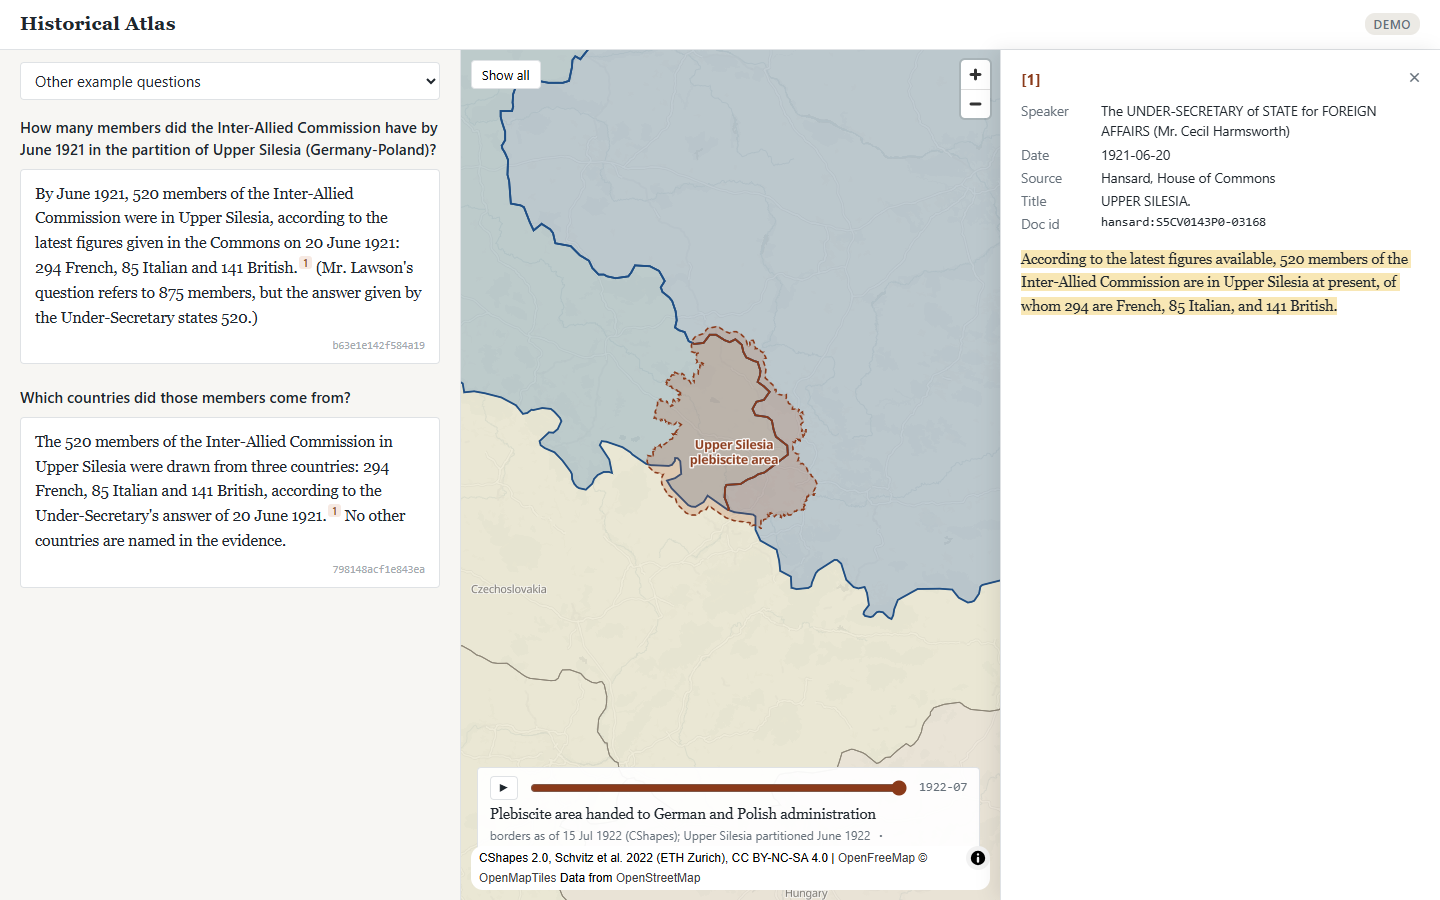 Historical Atlas
DEMO
Other example questions
How many members did the Inter-Allied Commission have by
June 1921 in the partition of Upper Silesia (Germany-Poland)?
By June 1921, 520 members of the Inter-Allied
Commission were in Upper Silesia, according to the
latest figures given in the Commons on 20 June 1921:
294 French, 85 Italian and 141 British. 1 (Mr. Lawson's
question refers to 875 members, but the answer given by
the Under-Secretary states 520.)
b63e1e142f584a19
Which countries did those members come from?
The 520 members of the Inter-Allied Commission in
Upper Silesia were drawn from three countries: 294
French, 85 Italian and 141 British, according to the
Under-Secretary's answer of 20 June 1921. 1 No other
countries are named in the evidence.
798148acf1e843ea
Show all
+
−
Upper Silesia
plebiscite area
Czechoslovakia
1922-07
Plebiscite area handed to German and Polish administration
borders as of 15 Jul 1922 (CShapes); Upper Silesia partitioned June 1922 ·
CShapes 2.0, Schvitz et al. 2022 (ETH Zurich), CC BY-NC-SA 4.0 | OpenFreeMap ©
OpenMapTiles Data from OpenStreetMap
Hungary
[1]
×
Speaker The UNDER-SECRETARY of STATE for FOREIGN
AFFAIRS (Mr. Cecil Harmsworth)
Date 1921-06-20
Source Hansard, House of Commons
Title UPPER SILESIA.
Doc id hansard:S5CV0143P0-03168
According to the latest figures available, 520 members of the
Inter-Allied Commission are in Upper Silesia at present, of
whom 294 are French, 85 Italian, and 141 British.